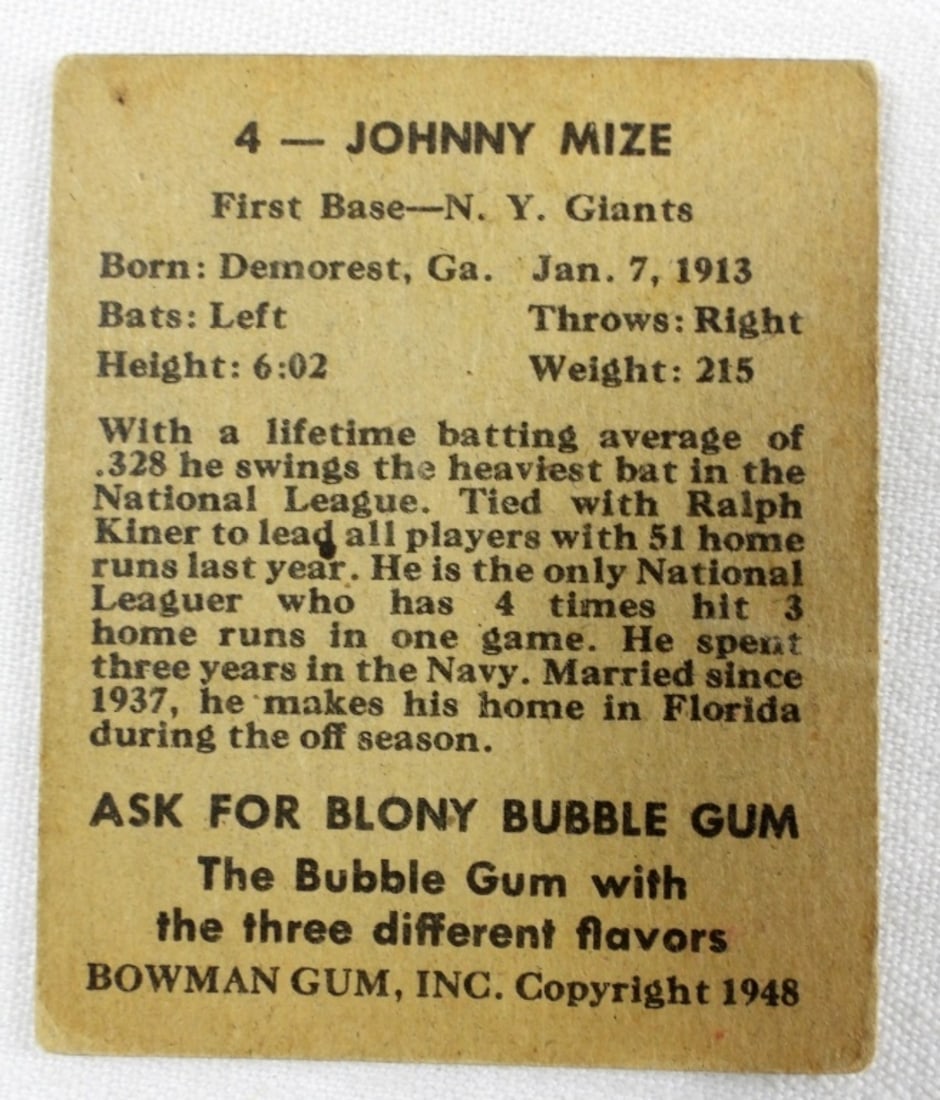 4 — JOHNNY MIZE
First Base—N. Y. Giants
Born: Demorest, Ga. Jan. 7, 1913
Bats: Left Throws: Right
Height: 6:02 Weight: 215
With a lifetime batting average of
.328 he swings the heaviest bat in the
National League. Tied with Ralph
Kiner to lead all players with 51 home
runs last year. He is the only National
Leaguer who has 4 times hit 3
home runs in one game. He spent
three years in the Navy. Married since
1937, he makes his home in Florida
during the off season.
ASK FOR BLONY BUBBLE GUM
The Bubble Gum with
the three different flavors
BOWMAN GUM, INC. Copyright 1948